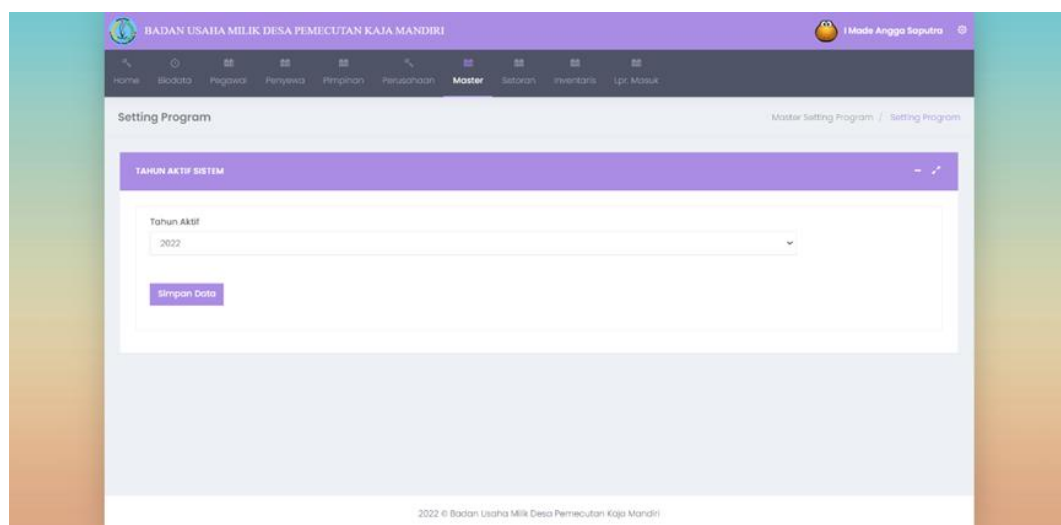 BADAN USAHA MILIK DESA PEMECUTAN KAJA MANDIRI
I Made Angga Saputra
Home Biodata Pegawai Penyewa Pimpinan Perusahaan Master Setoran Inventaris Lpr. Masuk
Setting Program
Master Setting Program / Setting Program
TAHUN AKTIF SISTEM
Tahun Aktif
2022
Simpan Data
2022 © Badan Usaha Milik Desa Pemecutan Kaja Mandiri